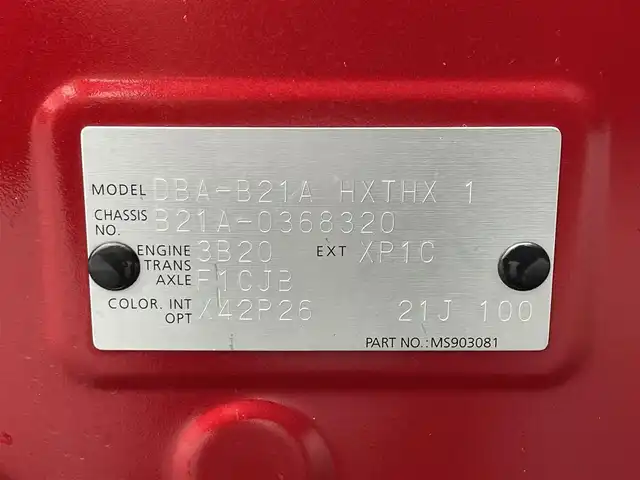 MODEL DBA-B21A HXTHX 1
CHASSIS NO. B21A-0368320
ENGINE 3B20 EXT XP1C
TRANS AXLE F1CJB
COLOR. INT OPT X42P26 21J 100
PART NO.:MS903081